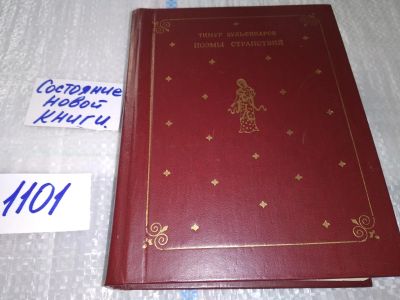 ТИМУР ЗУЛЬФИКАРОВ
ПОЭМЫ СТРАНСТВИЙ
Состояние
новой
книги.
1101